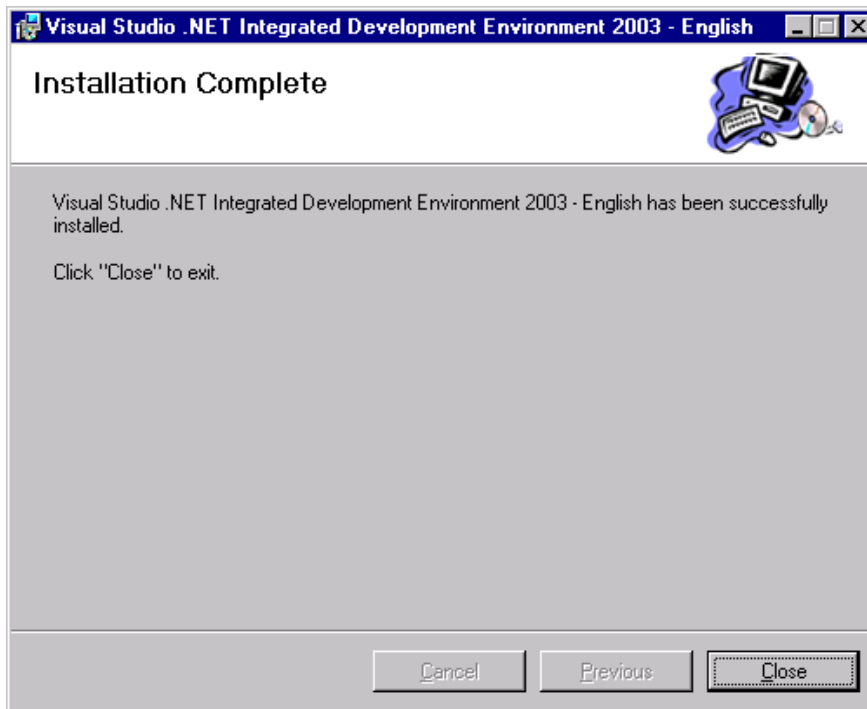 Visual Studio .NET Integrated Development Environment 2003 - English
Installation Complete
Visual Studio .NET Integrated Development Environment 2003 - English has been successfully
installed.
Click "Close" to exit.
Cancel Previous Close